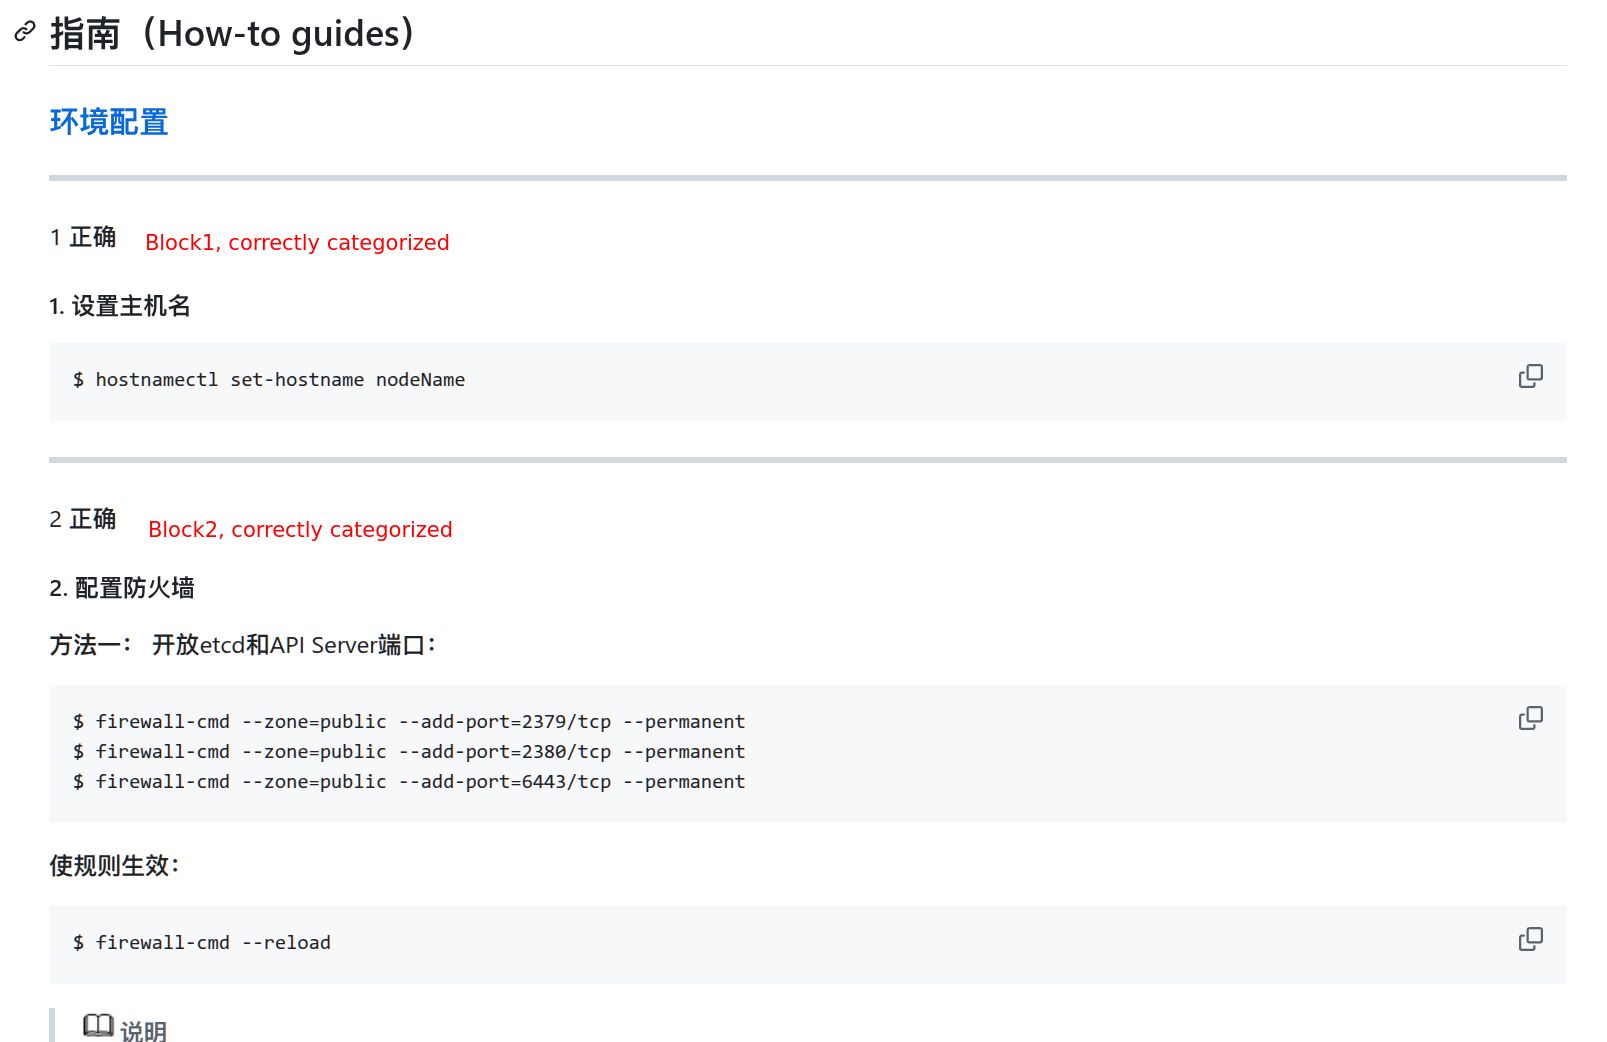 指南（How-to guides）
环境配置
1 正确 Block1, correctly categorized
1. 设置主机名
$ hostnamectl set-hostname nodeName
2 正确 Block2, correctly categorized
2. 配置防火墙
方法一： 开放etcd和API Server端口：
$ firewall-cmd --zone=public --add-port=2379/tcp --permanent
$ firewall-cmd --zone=public --add-port=2380/tcp --permanent
$ firewall-cmd --zone=public --add-port=6443/tcp --permanent
使规则生效：
$ firewall-cmd --reload
说明